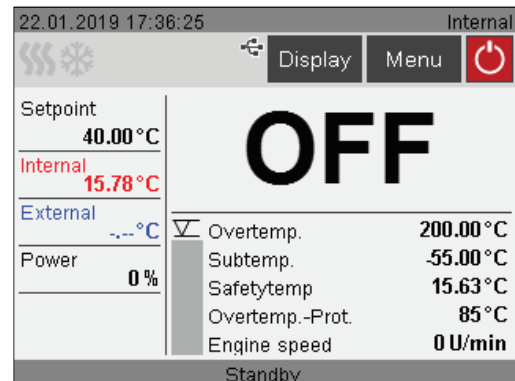 22.01.2019 17:36:25 Internal
Display Menu
Setpoint
40.00°C
Internal
15.78°C
External
-.--°C
Power
0 %
OFF
Overtemp. 200.00°C
Subtemp. -55.00°C
Safetytemp 15.63°C
Overtemp.-Prot. 85°C
Engine speed 0 U/min
Standby